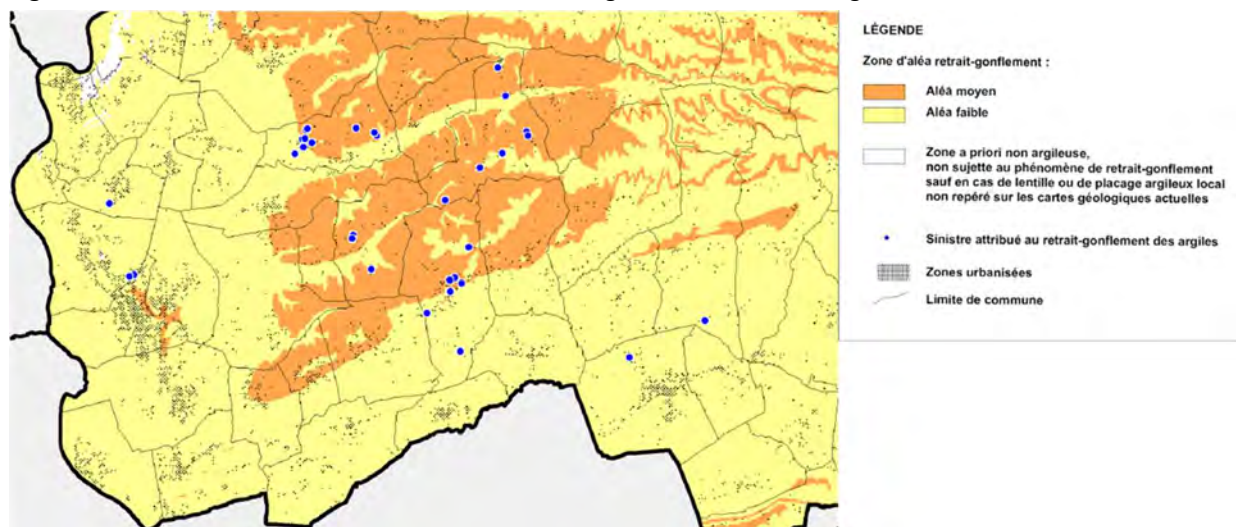 LÉGENDE
Zone d'aléa retrait-gonflement :
Aléa moyen
Aléa faible
Zone a priori non argileuse,
non sujette au phénomène de retrait-gonflement
sauf en cas de lentille ou de placage argileux local
non repéré sur les cartes géologiques actuelles
Sinistre attribué au retrait-gonflement des argiles
Zones urbanisées
Limite de commune